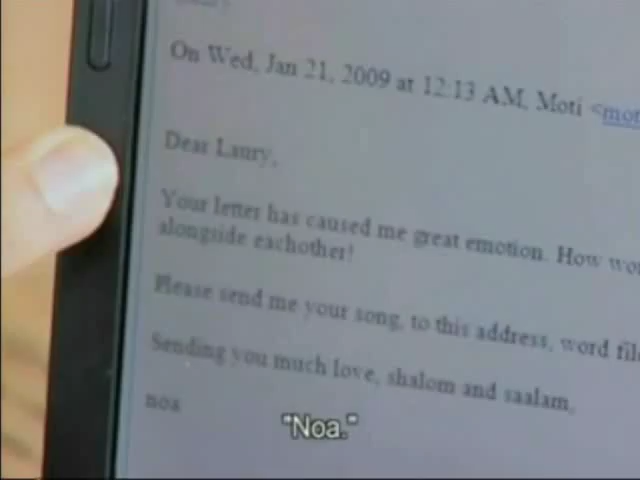 On Wed, Jan 21, 2009 at 12:13 AM, Moti <mot
Dear Laury,
Your letter has caused me great emotion. How wo
alongside eachother!
Please send me your song, to this address, word fil
Sending you much love, shalom and saalam,
noa
"Noa."